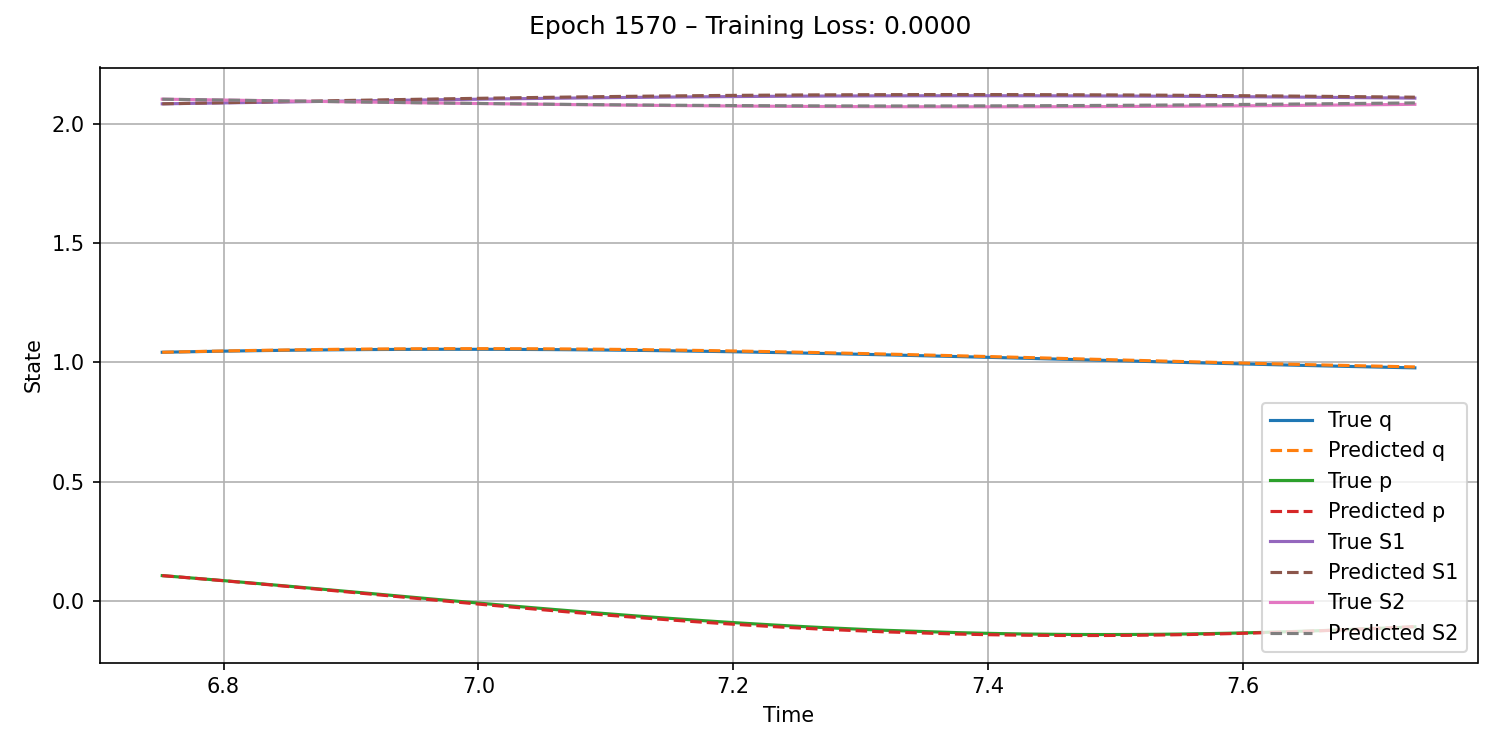 Epoch 1570 – Training Loss: 0.0000
State
2.0
1.5
1.0
0.5
0.0
True q
Predicted q
True p
Predicted p
True S1
Predicted S1
True S2
Predicted S2
6.8 7.0 7.2 7.4 7.6
Time